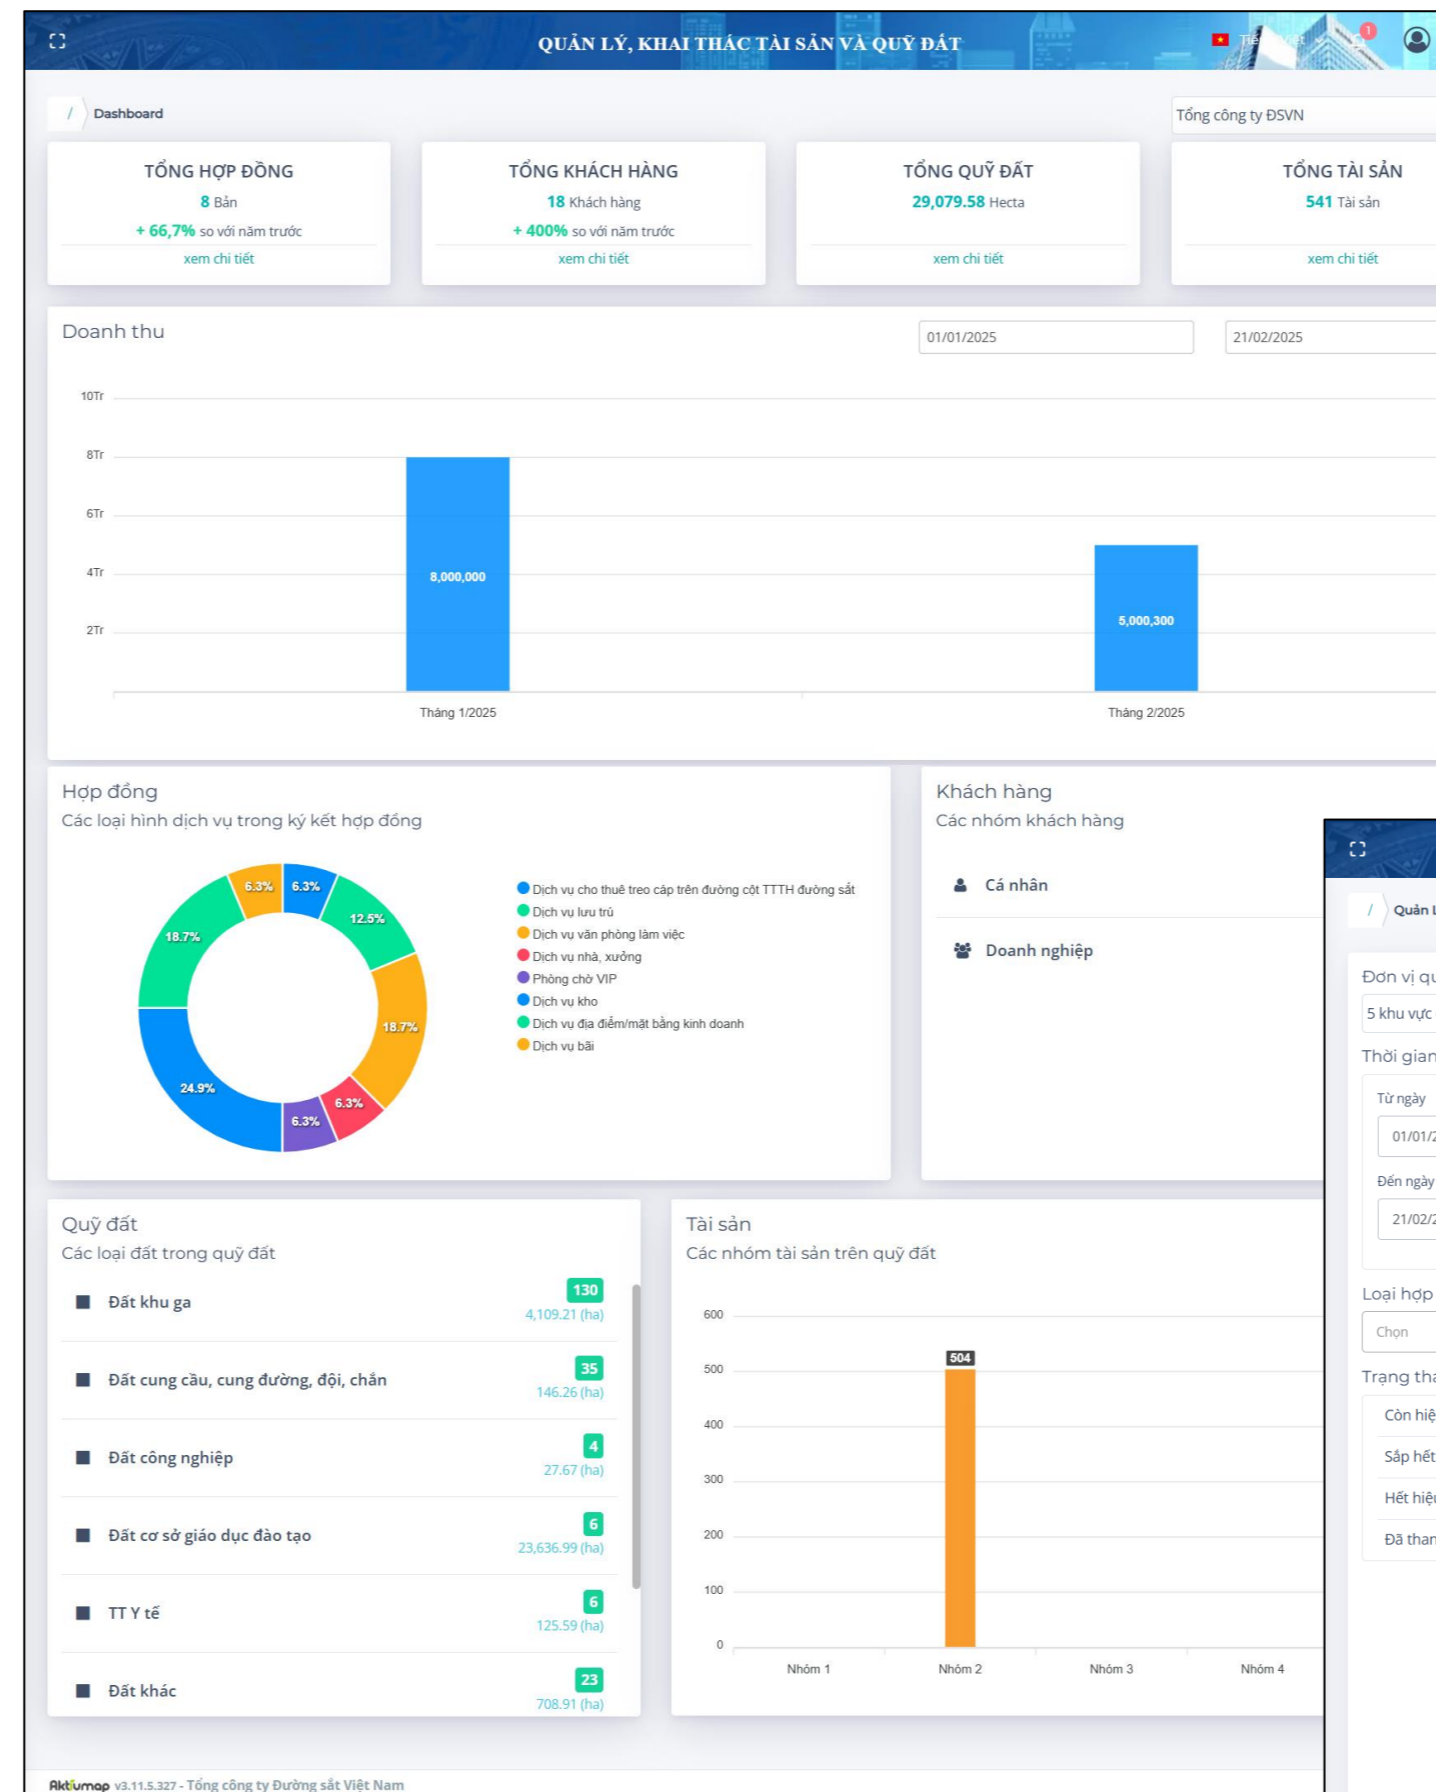 QUẢN LÝ, KHAI THÁC TÀI SẢN VÀ QUỸ ĐẤT
1
/ Dashboard
Tổng công ty ĐSVN
TỔNG HỢP ĐỒNG
8 Bản
+ 66,7% so với năm trước
xem chi tiết
TỔNG KHÁCH HÀNG
18 Khách hàng
+ 400% so với năm trước
xem chi tiết
TỔNG QUỸ ĐẤT
29,079.58 Hecta
xem chi tiết
TỔNG TÀI SẢN
541 Tài sản
xem chi tiết
Doanh thu
01/01/2025
21/02/2025
10Tr
8Tr
6Tr
4Tr
2Tr
8,000,000
5,000,300
Tháng 1/2025
Tháng 2/2025
Hợp đồng
Các loại hình dịch vụ trong ký kết hợp đồng
6.3%
6.3%
12.5%
18.7%
18.7%
24.9%
6.3%
6.3%
Dịch vụ cho thuê treo cáp trên đường cột TTTH đường sắt
Dịch vụ lưu trú
Dịch vụ văn phòng làm việc
Dịch vụ nhà, xưởng
Phòng chờ VIP
Dịch vụ kho
Dịch vụ địa điểm/mặt bằng kinh doanh
Dịch vụ bãi
Khách hàng
Các nhóm khách hàng
Cá nhân
Doanh nghiệp
/ Quản
Đơn vị
5 khu vực
Thời gian
Từ ngày
01/01/2
Đến ngày
21/02/2
Loại hợp
Chọn
Trạng
Còn
Sắp hết
Hết
Đã
Quỹ đất
Các loại đất trong quỹ đất
Đất khu ga
130
4,109.21 (ha)
Đất cung cầu, cung đường, đội, chắn
35
146.26 (ha)
Đất công nghiệp
4
27.67 (ha)
Đất cơ sở giáo dục đào tạo
6
23,636.99 (ha)
TT Y tế
6
125.59 (ha)
Đất khác
23
708.91 (ha)
Tài sản
Các nhóm tài sản trên quỹ đất
600
500
400
300
200
100
0
504
Nhóm 1
Nhóm 2
Nhóm 3
Nhóm 4
Aktiumap v3.11.5.327 - Tổng công ty Đường sắt Việt Nam